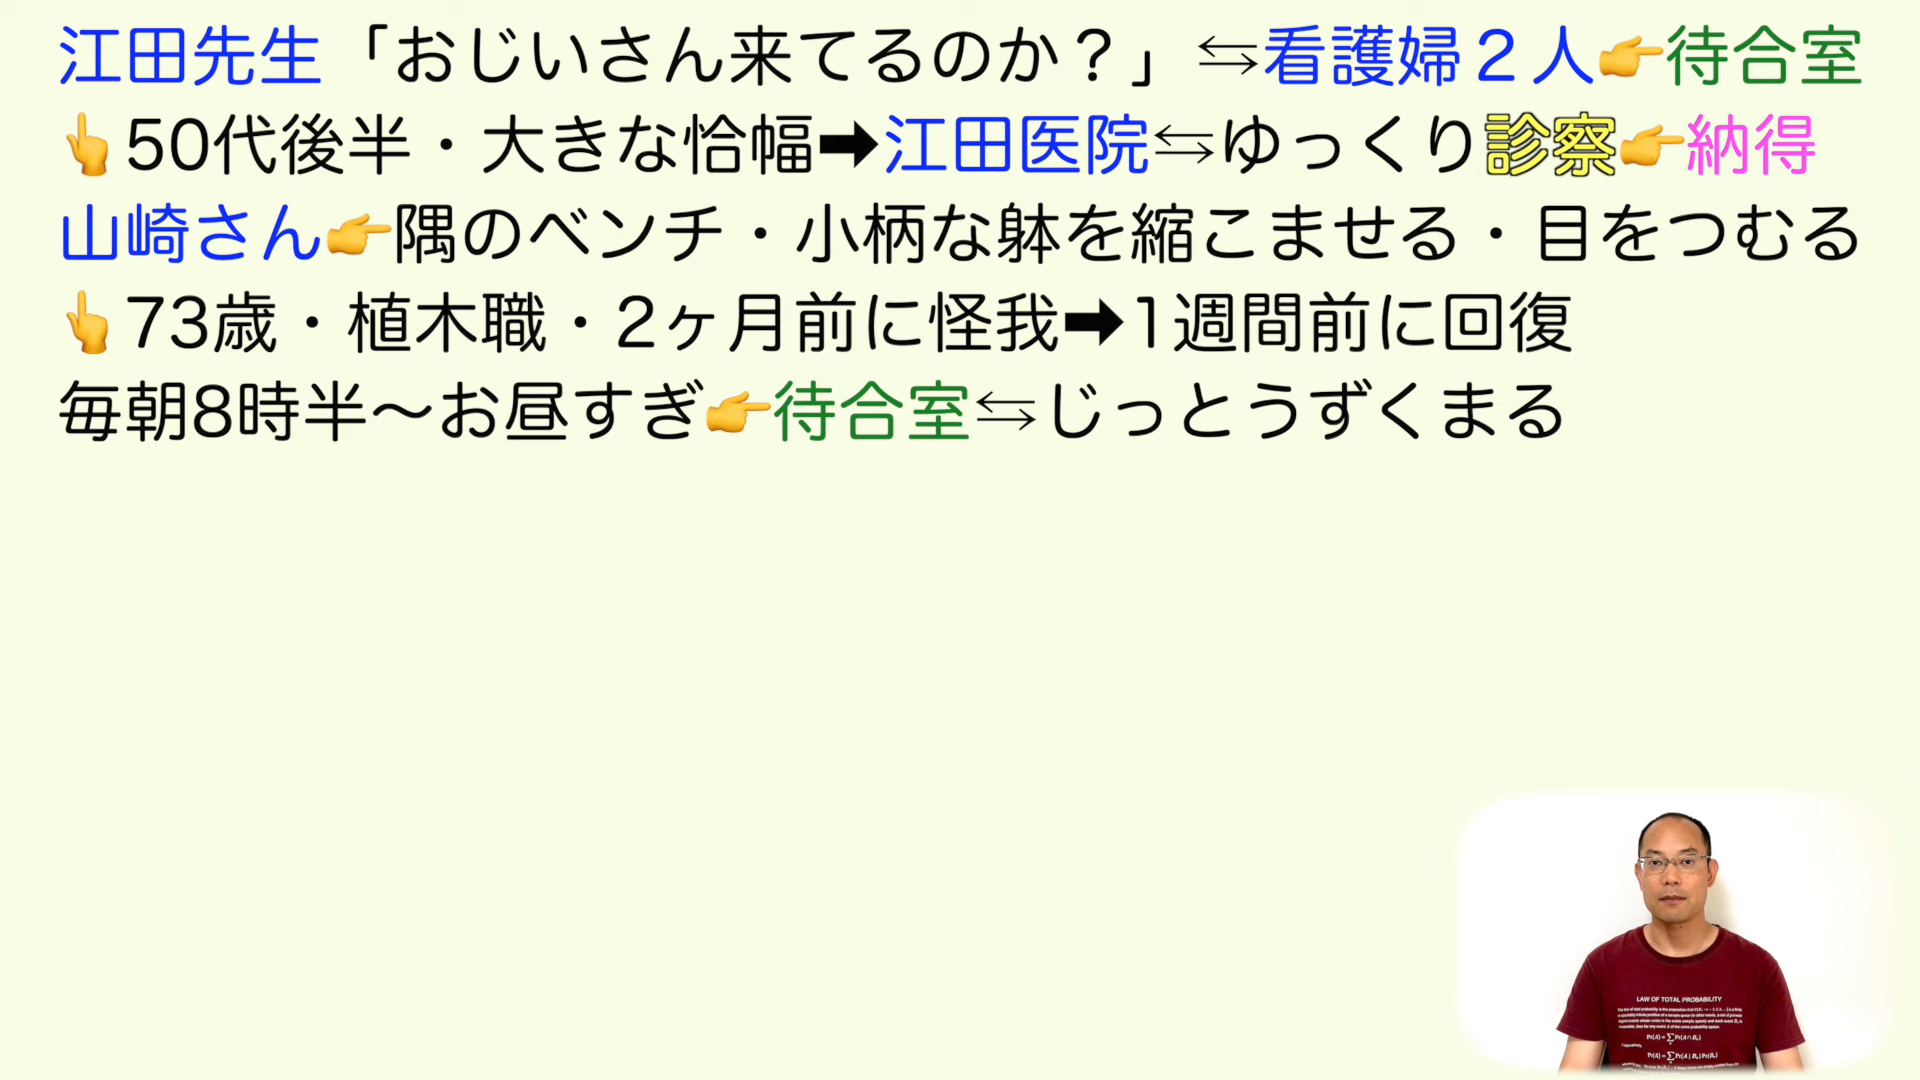 江田先生「おじいさん来てるのか？」⇆看護婦２人👉待合室
👆50代後半・大きな恰幅➡江田医院⇆ゆっくり診察👉納得
山崎さん👉隅のベンチ・小柄な躰を縮こませる・目をつむる
👆73歳・植木職・2ヶ月前に怪我➡1週間前に回復
毎朝8時半〜お昼すぎ👉待合室⇆じっとうずくまる
LAW OF TOTAL PROBABILITY